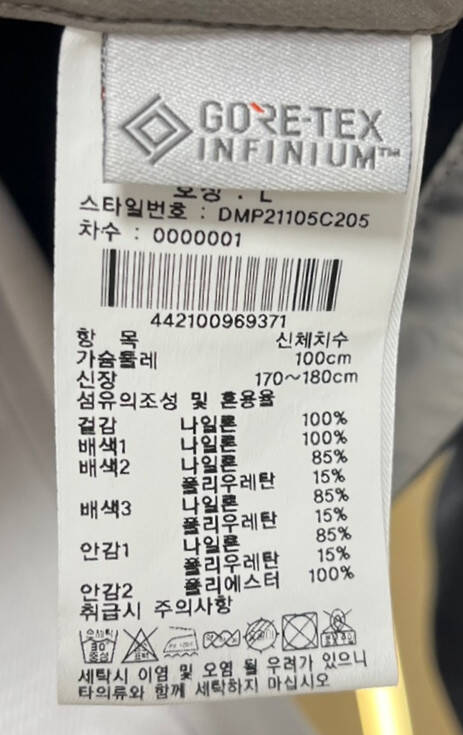 GORE-TEX
INFINIUM™
호칭 : L
스타일번호 : DMP21105C205
차수 : 0000001
442100969371
항 목 신체치수
가슴둘레 100cm
신장 170~180cm
섬유의조성 및 혼용율
겉감 나일론 100%
배색1 나일론 100%
배색2 나일론 85%
폴리우레탄 15%
배색3 나일론 85%
폴리우레탄 15%
안감1 나일론 85%
폴리우레탄 15%
안감2 폴리에스터 100%
취급시 주의사항
손세탁
30°
중성
세탁시 이염 및 오염 될 우려가 있으니
타의류와 함께 세탁하지 마십시오